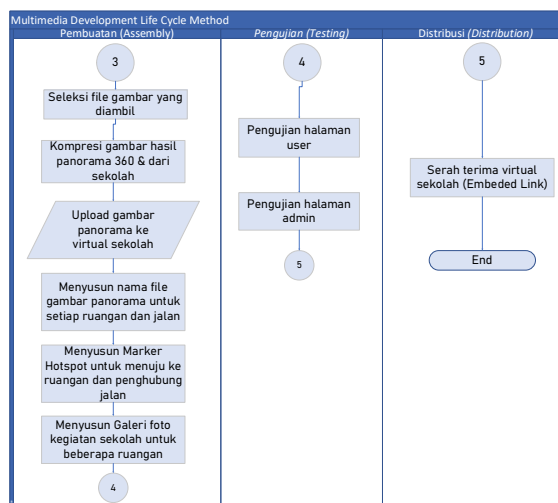 Multimedia Development Life Cycle Method
Pembuatan (Assembly)
3
Seleksi file gambar yang
diambil
Kompresi gambar hasil
panorama 360 & dari
sekolah
Upload gambar
panorama ke
virtual sekolah
Menyusun nama file
gambar panorama untuk
setiap ruangan dan jalan
Menyusun Marker
Hotspot untuk menuju ke
ruangan dan penghubung
jalan
Menyusun Galeri foto
kegiatan sekolah untuk
beberapa ruangan
4
Pengujian (Testing)
4
Pengujian halaman
user
Pengujian halaman
admin
5
Distribusi (Distribution)
5
Serah terima virtual
sekolah (Embeded Link)
End